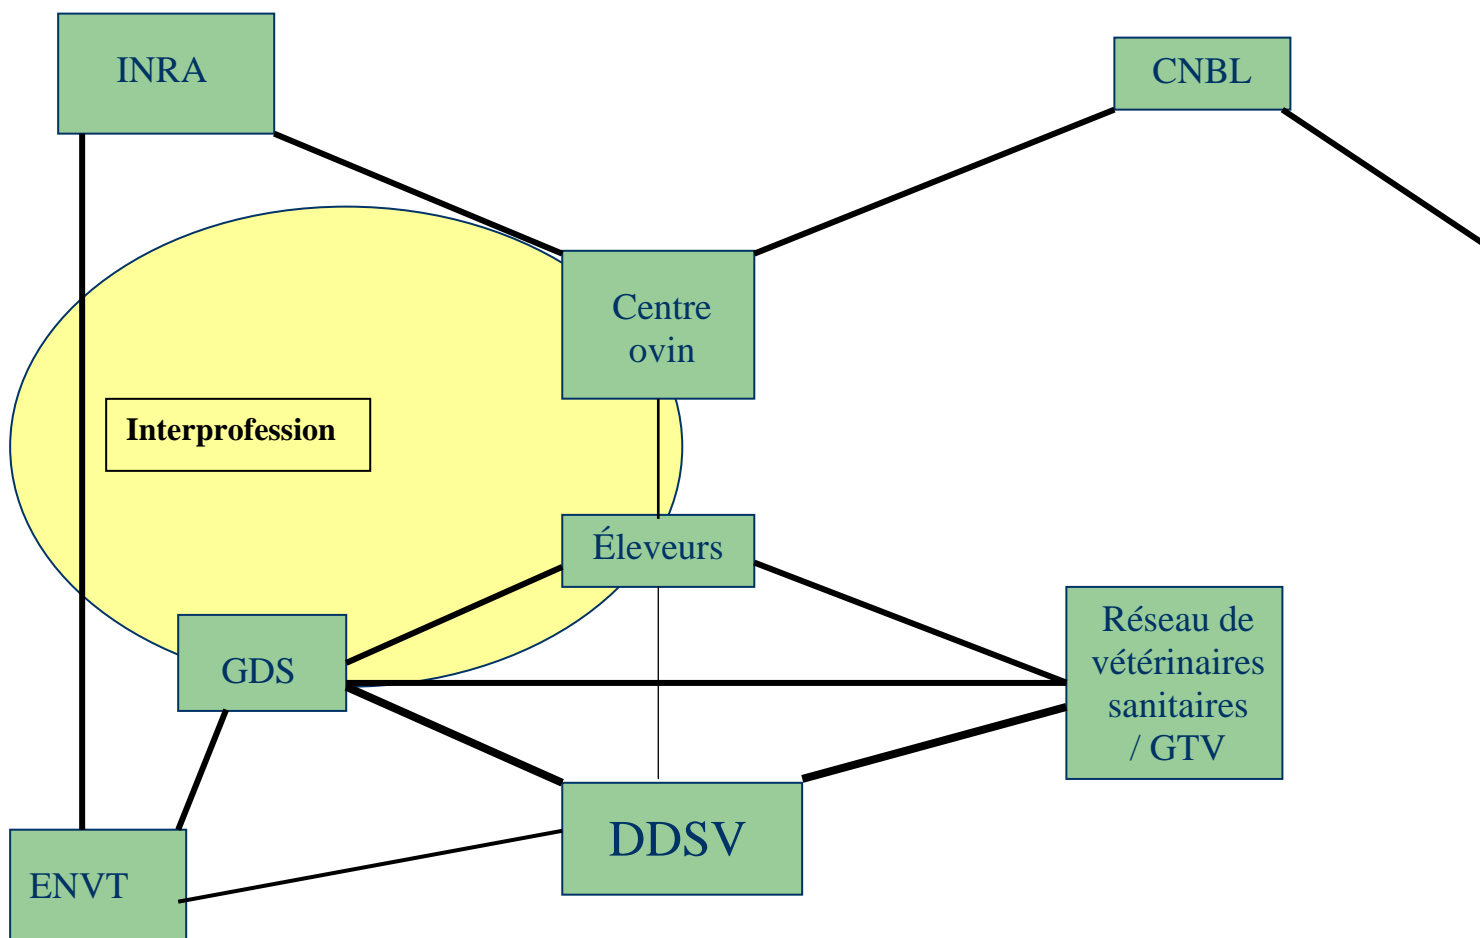 INRA
CNBL
Centre
ovin
Interprofession
Éleveurs
GDS
Réseau de
vétérinaires
sanitaires
/ GTV
DDSV
ENVT